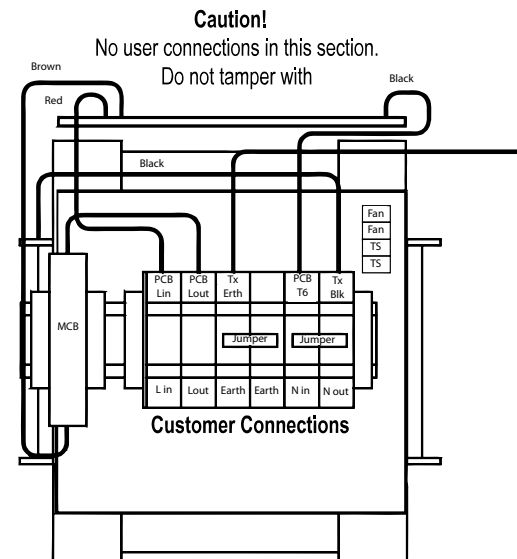 Caution!
No user connections in this section.
Do not tamper with
Brown
Red
Black
Black
Fan
Fan
TS
TS
PCB Lin
PCB Lout
Tx Erth
PCB T6
Tx Blk
MCB
Jumper
Jumper
L in
Lout
Earth
Earth
N in
N out
Customer Connections